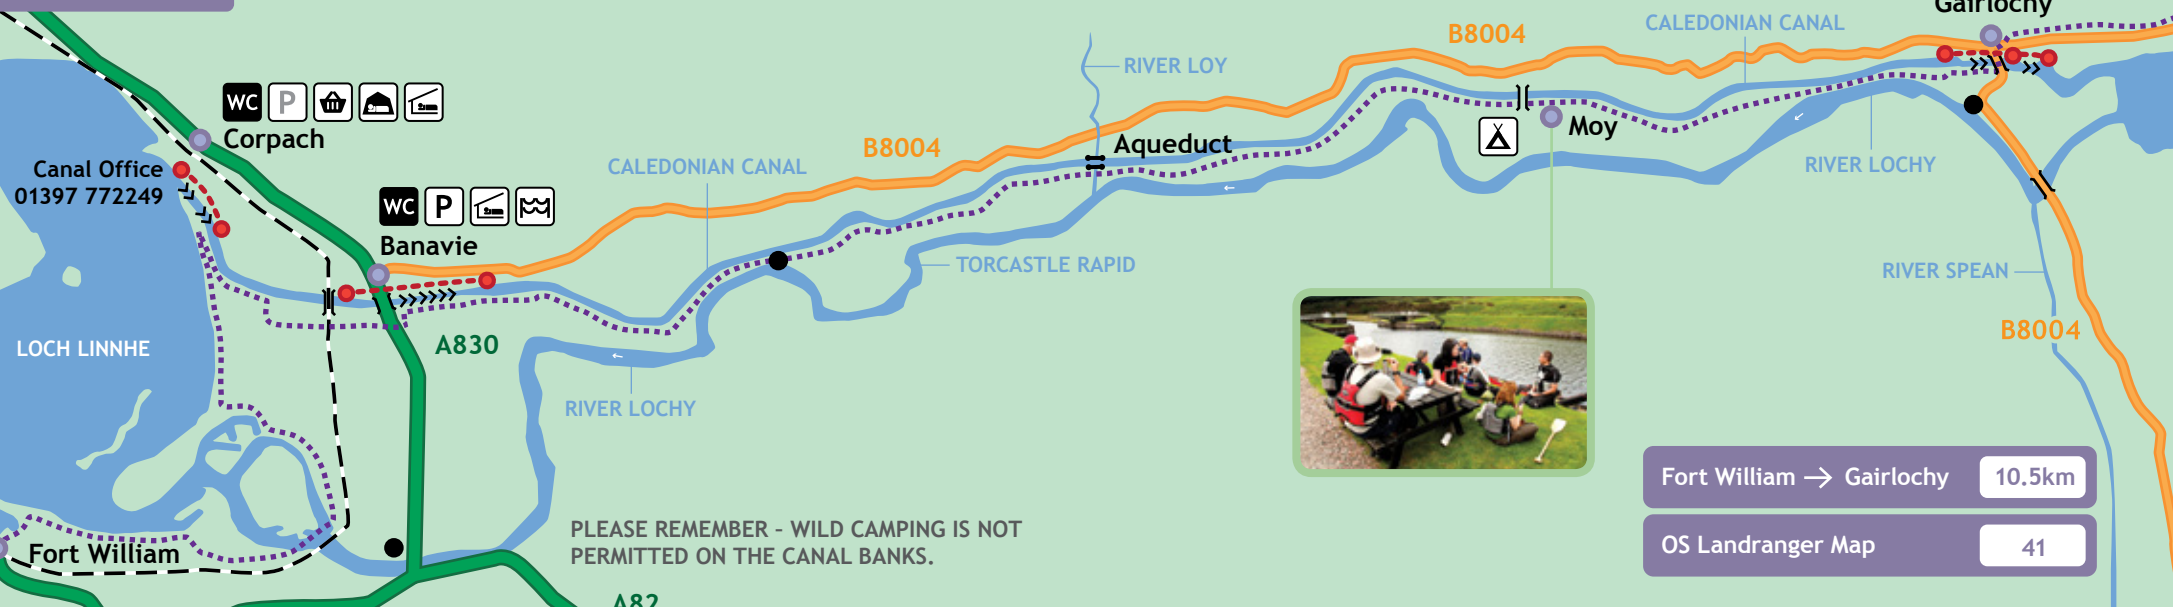 Gairlochy
CALEDONIAN CANAL
B8004
RIVER LOY
WC P
Corpach
Canal Office
01397 772249
Aqueduct
B8004
Moy
CALEDONIAN CANAL
RIVER LOCHY
WC P
Banavie
TORCASTLE RAPID
RIVER SPEAN
B8004
LOCH LINNHE
A830
RIVER LOCHY
Fort William → Gairlochy 10.5km
OS Landranger Map 41
PLEASE REMEMBER - WILD CAMPING IS NOT
PERMITTED ON THE CANAL BANKS.
Fort William
A82